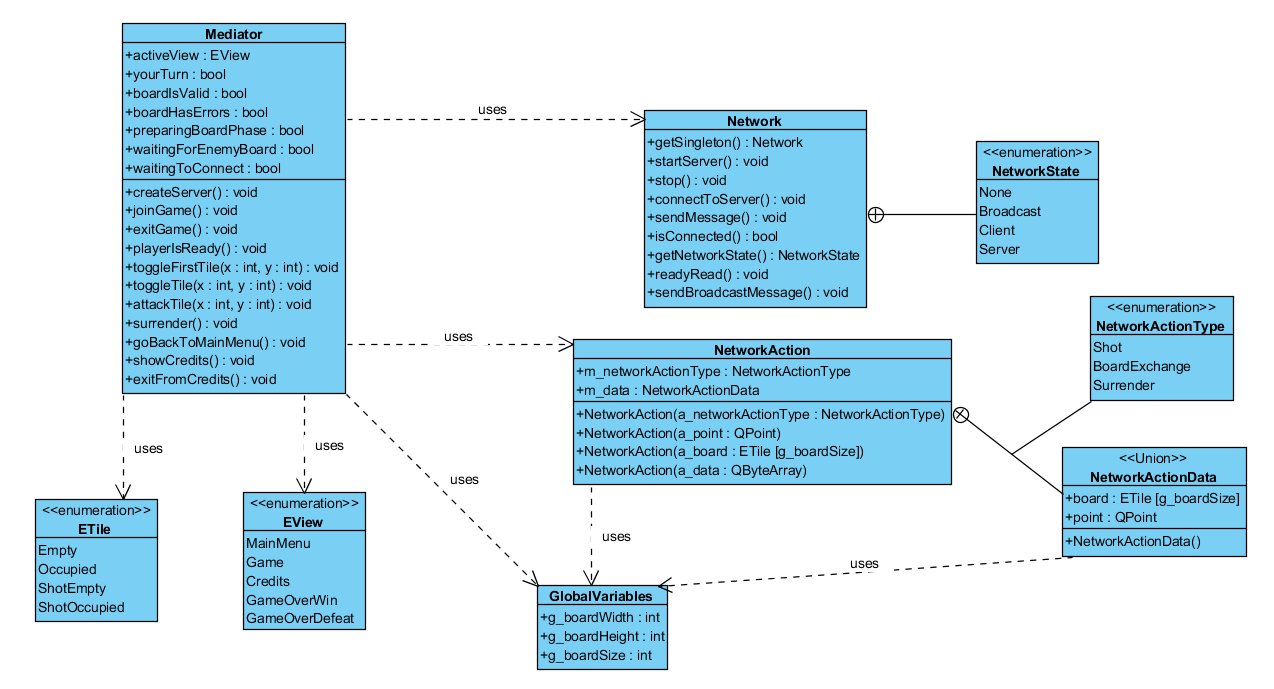 Mediator
+activeView : EView
+yourTurn : bool
+boardIsValid : bool
+boardHasErrors : bool
+preparingBoardPhase : bool
+waitingForEnemyBoard : bool
+waitingToConnect : bool
+createServer() : void
+joinGame() : void
+exitGame() : void
+playerIsReady() : void
+toggleFirstTile(x : int, y : int) : void
+toggleTile(x : int, y : int) : void
+attackTile(x : int, y : int) : void
+surrender() : void
+goBackToMainMenu() : void
+showCredits() : void
+exitFromCredits() : void
uses
Network
+getSingleton() : Network
+startServer() : void
+stop() : void
+connectToServer() : void
+sendMessage() : void
+isConnected() : bool
+getNetworkState() : NetworkState
+readyRead() : void
+sendBroadcastMessage() : void
<<enumeration>>
NetworkState
None
Broadcast
Client
Server
uses
NetworkAction
+m_networkActionType : NetworkActionType
+m_data : NetworkActionData
+NetworkAction(a_networkActionType : NetworkActionType)
+NetworkAction(a_point : QPoint)
+NetworkAction(a_board : ETile [g_boardSize])
+NetworkAction(a_data : QByteArray)
<<enumeration>>
NetworkActionType
Shot
BoardExchange
Surrender
<<Union>>
NetworkActionData
+board : ETile [g_boardSize]
+point : QPoint
+NetworkActionData()
uses
uses
uses
uses
uses
<<enumeration>>
ETile
Empty
Occupied
ShotEmpty
ShotOccupied
<<enumeration>>
EView
MainMenu
Game
Credits
GameOverWin
GameOverDefeat
GlobalVariables
+g_boardWidth : int
+g_boardHeight : int
+g_boardSize : int